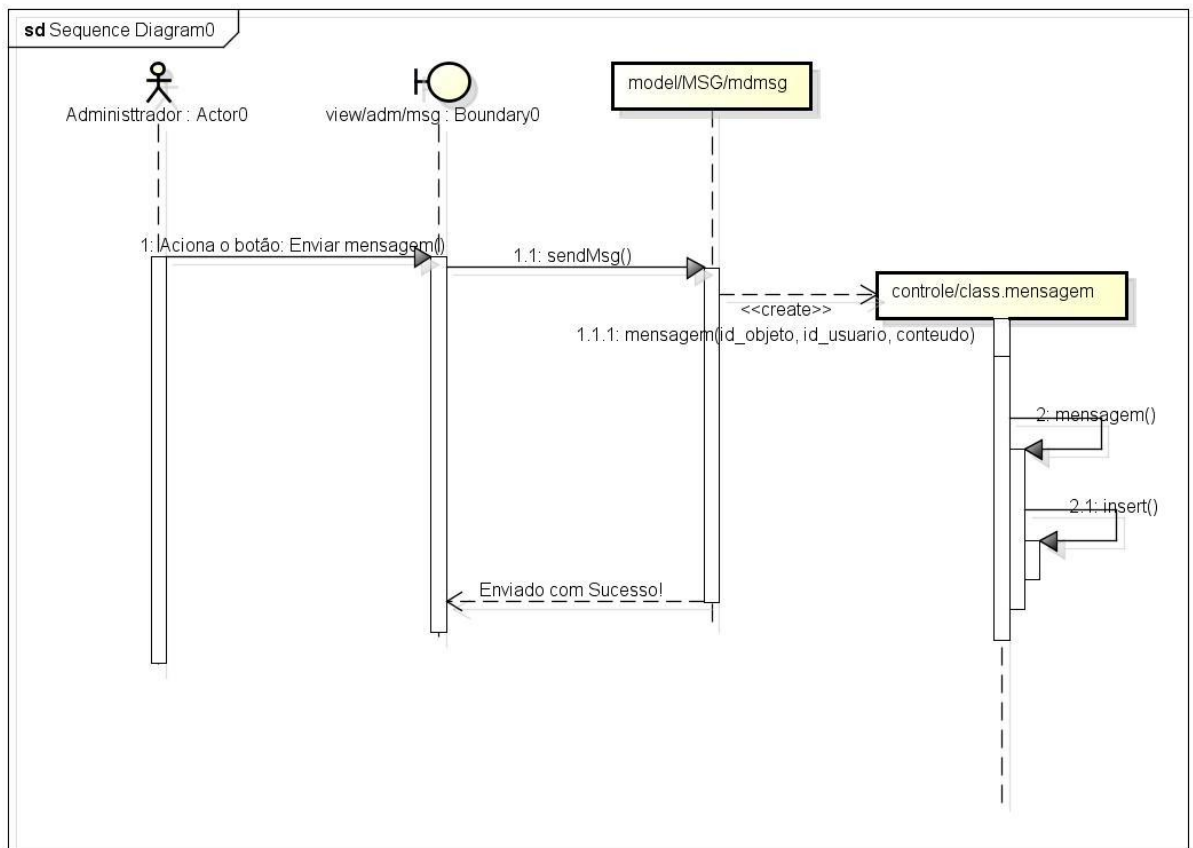 sd Sequence Diagram0
Administtrador : Actor0
view/adm/msg : Boundary0
model/MSG/mdmsg
1: Aciona o botão: Enviar mensagem()
1.1: sendMsg()
controle/class.mensagem
<<create>>
1.1.1: mensagem(id_objeto, id_usuario, conteudo)
2: mensagem()
2.1: insert()
Enviado com Sucesso!